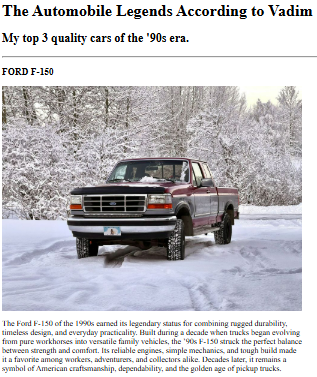 The Automobile Legends According to Vadim
My top 3 quality cars of the '90s era.
FORD F-150
The Ford F-150 of the 1990s earned its legendary status for combining rugged durability,
timeless design, and everyday practicality. Built during a decade when trucks began evolving
from pure workhorses into versatile family vehicles, the '90s F-150 struck the perfect balance
between strength and comfort. Its reliable engines, simple mechanics, and tough build made
it a favorite among workers, adventurers, and collectors alike. Decades later, it remains a
symbol of American craftsmanship, dependability, and the golden age of pickup trucks.